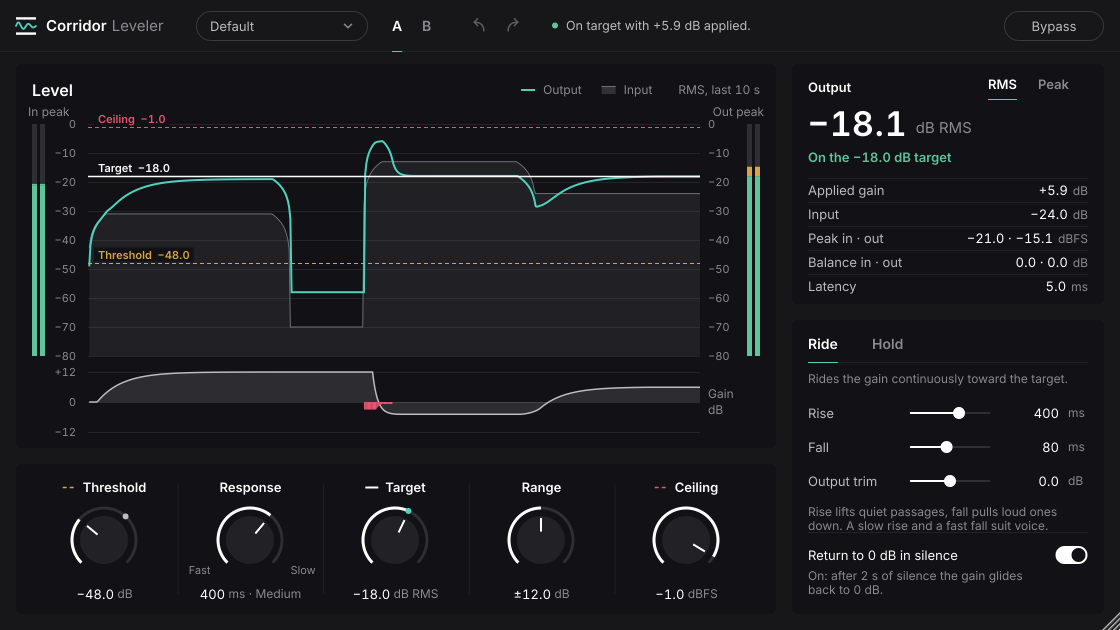 Corridor Leveler
Default
A
B
On target with +5.9 dB applied.
Bypass
Level
Output
Input
RMS, last 10 s
In peak
Out peak
Ceiling −1.0
Target −18.0
Threshold −48.0
0
−10
−20
−30
−40
−50
−60
−70
−80
+12
0
−12
0
−10
−20
−30
−40
−50
−60
−70
−80
Gain
dB
Threshold
−48.0 dB
Response
Fast
Slow
400 ms · Medium
Target
−18.0 dB RMS
Range
±12.0 dB
Ceiling
−1.0 dBFS
Output
RMS
Peak
−18.1 dB RMS
On the −18.0 dB target
Applied gain +5.9 dB
Input −24.0 dB
Peak in · out −21.0 · −15.1 dBFS
Balance in · out 0.0 · 0.0 dB
Latency 5.0 ms
Ride
Hold
Rides the gain continuously toward the target.
Rise 400 ms
Fall 80 ms
Output trim 0.0 dB
Rise lifts quiet passages, fall pulls loud ones
down. A slow rise and a fast fall suit voice.
Return to 0 dB in silence
On: after 2 s of silence the gain glides
back to 0 dB.